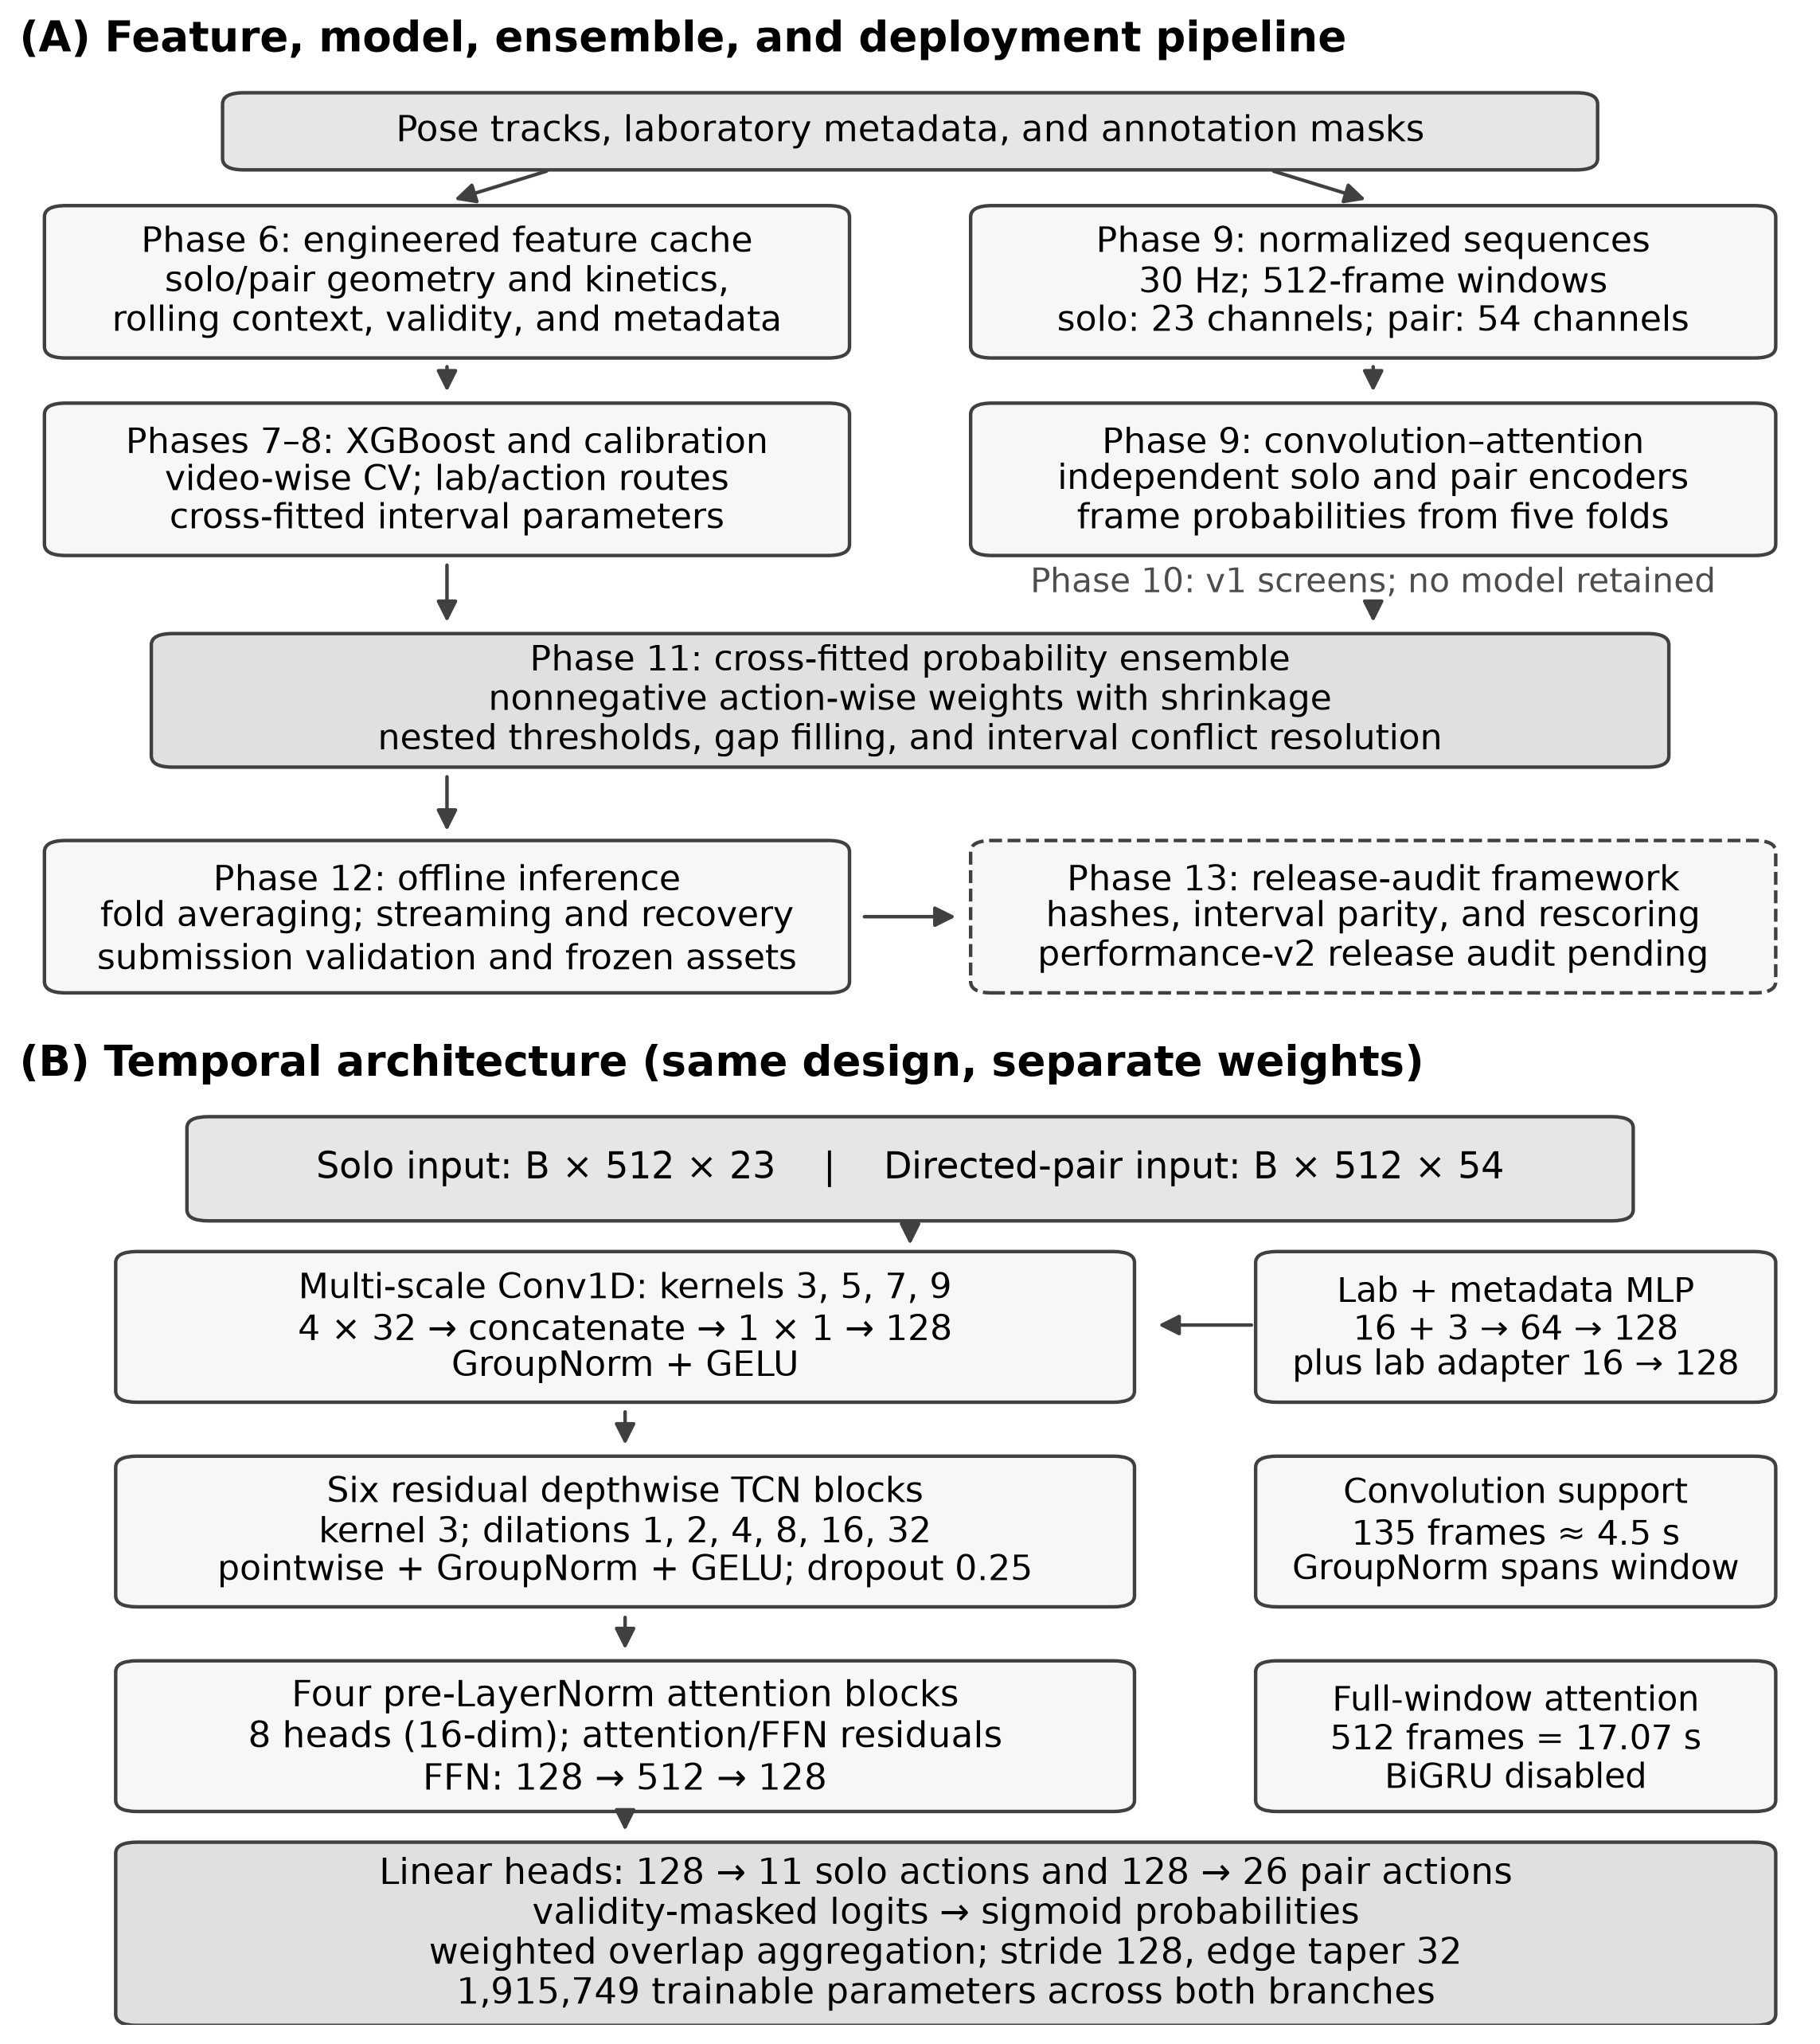 (A) Feature, model, ensemble, and deployment pipeline
Pose tracks, laboratory metadata, and annotation masks
Phase 6: engineered feature cache
solo/pair geometry and kinetics,
rolling context, validity, and metadata
Phase 9: normalized sequences
30 Hz; 512-frame windows
solo: 23 channels; pair: 54 channels
Phases 7–8: XGBoost and calibration
video-wise CV; lab/action routes
cross-fitted interval parameters
Phase 9: convolution–attention
independent solo and pair encoders
frame probabilities from five folds
Phase 10: v1 screens; no model retained
Phase 11: cross-fitted probability ensemble
nonnegative action-wise weights with shrinkage
nested thresholds, gap filling, and interval conflict resolution
Phase 12: offline inference
fold averaging; streaming and recovery
submission validation and frozen assets
Phase 13: release-audit framework
hashes, interval parity, and rescoring
performance-v2 release audit pending
(B) Temporal architecture (same design, separate weights)
Solo input: B × 512 × 23 | Directed-pair input: B × 512 × 54
Multi-scale Conv1D: kernels 3, 5, 7, 9
4 × 32 → concatenate → 1 × 1 → 128
GroupNorm + GELU
Lab + metadata MLP
16 + 3 → 64 → 128
plus lab adapter 16 → 128
Six residual depthwise TCN blocks
kernel 3; dilations 1, 2, 4, 8, 16, 32
pointwise + GroupNorm + GELU; dropout 0.25
Convolution support
135 frames ≈ 4.5 s
GroupNorm spans window
Four pre-LayerNorm attention blocks
8 heads (16-dim); attention/FFN residuals
FFN: 128 → 512 → 128
Full-window attention
512 frames = 17.07 s
BiGRU disabled
Linear heads: 128 → 11 solo actions and 128 → 26 pair actions
validity-masked logits → sigmoid probabilities
weighted overlap aggregation; stride 128, edge taper 32
1,915,749 trainable parameters across both branches